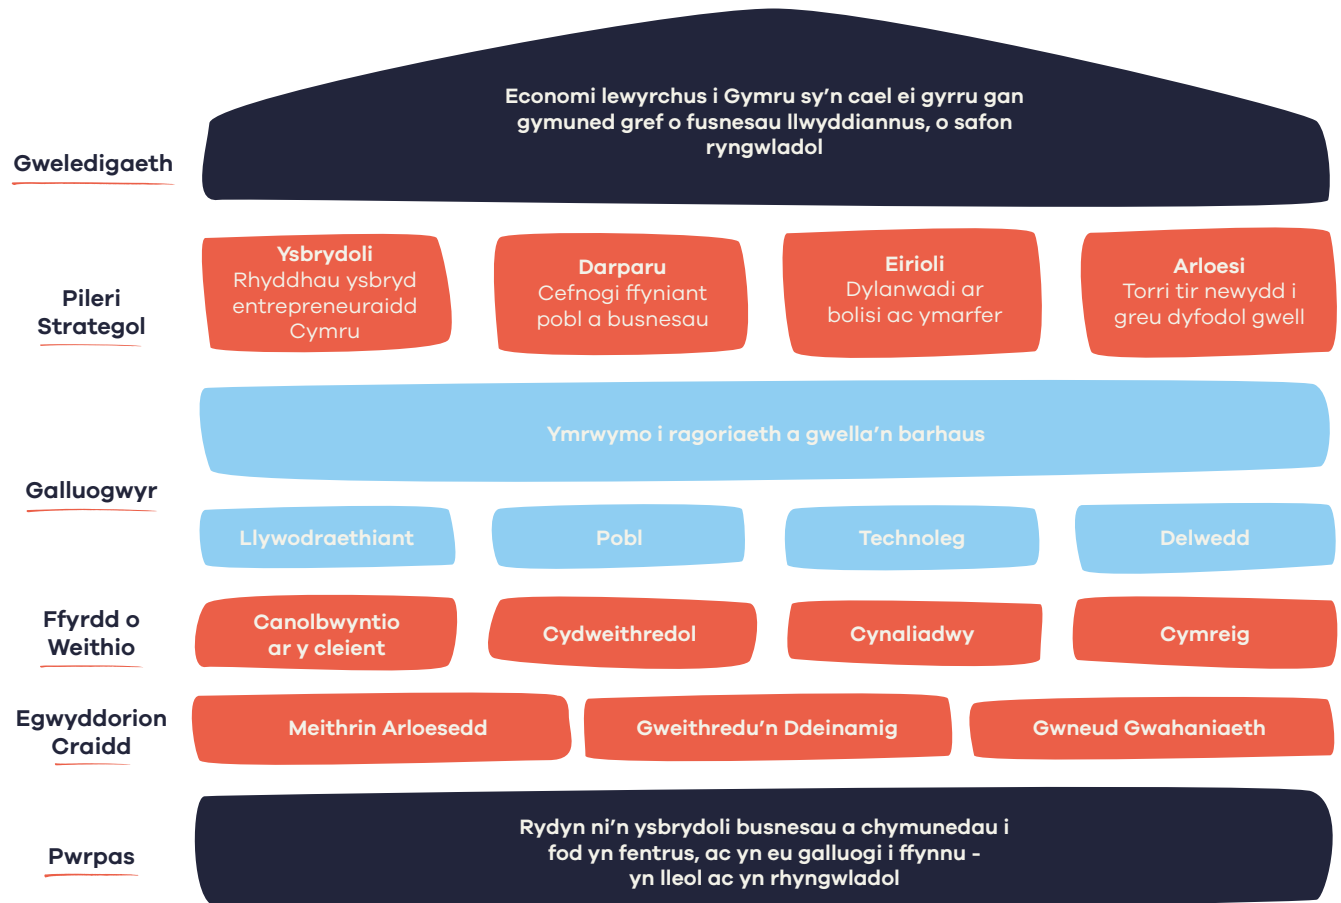 Economi lewyrchus i Gymru sy'n cael ei gyrru gan
gymuned gref o fusnesau llwyddiannus, o safon
ryngwladol
Gweledigaeth
Pileri
Strategol
Ysbrydoli
Rhyddhau ysbryd
entrepreneuraidd
Cymru
Darparu
Cefnogi ffyniant
pobl a busnesau
Eirioli
Dylanwadi ar
bolisi ac ymarfer
Arloesi
Torri tir newydd i
greu dyfodol gwell
Galluogwyr
Ymrwymo i ragoriaeth a gwella'n barhaus
Llywodraethiant
Pobl
Technoleg
Delwedd
Ffyrdd o
Weithio
Canolbwyntio
ar y cleient
Cydweithredol
Cynaliadwy
Cymreig
Egwyddorion
Craidd
Meithrin Arloesedd
Gweithredu'n Ddeinamig
Gwneud Gwahaniaeth
Pwrpas
Rydyn ni'n ysbrydoli busnesau a chymunedau i
fod yn fentrus, ac yn eu galluogi i ffynnu -
yn lleol ac yn rhyngwladol